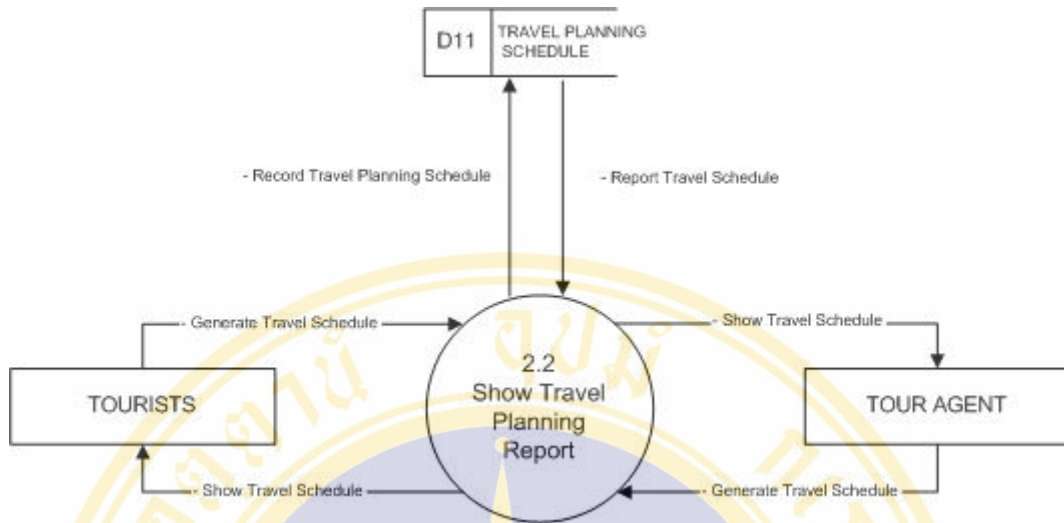 D11
TRAVEL PLANNING
SCHEDULE
- Record Travel Planning Schedule
- Report Travel Schedule
- Generate Travel Schedule
- Show Travel Schedule
2.2
Show Travel
Planning
Report
TOURISTS
TOUR AGENT
- Show Travel Schedule
- Generate Travel Schedule